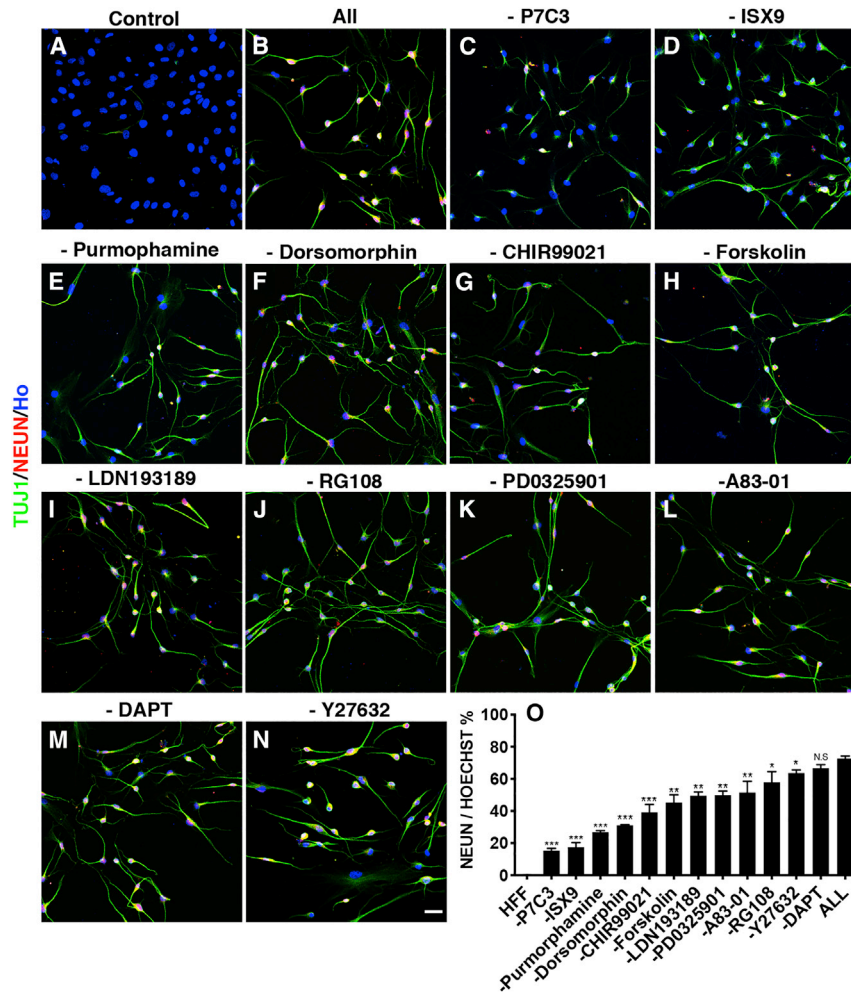 Control All - P7C3 - ISX9
A B C D
- Purmophamine - Dorsomorphin - CHIR99021 - Forskolin
E F G H
TUJ1/NEUN/Ho
- LDN193189 - RG108 - PD0325901 -A83-01
I J K L
- DAPT - Y27632
M N O
NEUN / HOECHST %
100
80
60
40
20
0
*** *** *** *** *** ** ** ** ** * * N.S
HFF
-P7C3
-ISX9
-Purmorphamine
-Dorsomorphin
-CHIR99021
-Forskolin
-LDN193189
-PD0325901
-A83-01
-RG108
-Y27632
-DAPT
ALL